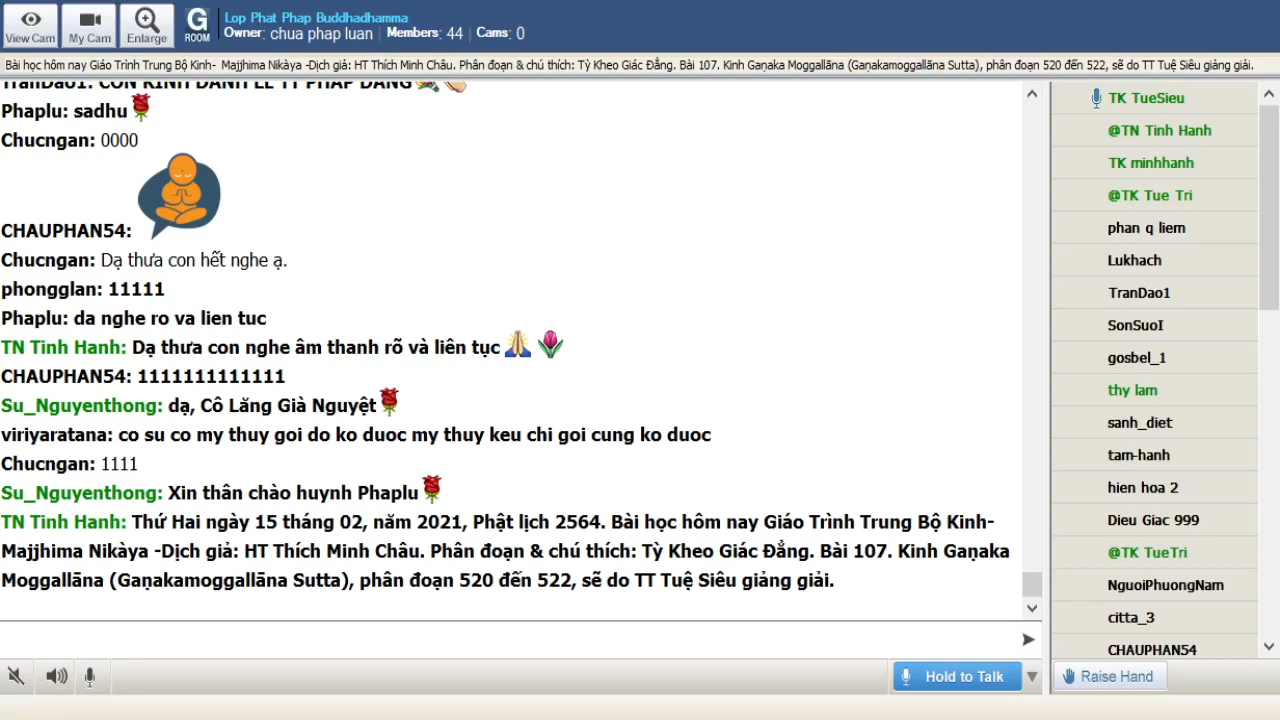 View Cam
My Cam
Enlarge
G
ROOM
Lop Phat Phap Buddhadhamma
Owner: chua phap luan | Members: 44 | Cams: 0
Bài học hôm nay Giáo Trình Trung Bộ Kinh- Majjhima Nikàya -Dịch giả: HT Thích Minh Châu. Phân đoạn & chú thích: Tỳ Kheo Giác Đẳng. Bài 107. Kinh Gaṇaka Moggallāna (Gaṇakamoggallāna Sutta), phân đoạn 520 đến 522, sẽ do TT Tuệ Siêu giảng giải.
TranDao1: CON KINH DANH LE TT PHAP DANG
Phaplu: sadhu
Chucngan: 0000
CHAUPHAN54:
Chucngan: Dạ thưa con hết nghe ạ.
phongglan: 11111
Phaplu: da nghe ro va lien tuc
TN Tinh Hanh: Dạ thưa con nghe âm thanh rõ và liên tục
CHAUPHAN54: 1111111111111
Su_Nguyenthong: dạ, Cô Lăng Già Nguyệt
viriyaratana: co su co my thuy goi do ko duoc my thuy keu chi goi cung ko duoc
Chucngan: 1111
Su_Nguyenthong: Xin thân chào huynh Phaplu
TN Tinh Hanh: Thứ Hai ngày 15 tháng 02, năm 2021, Phật lịch 2564. Bài học hôm nay Giáo Trình Trung Bộ Kinh-
Majjhima Nikàya -Dịch giả: HT Thích Minh Châu. Phân đoạn & chú thích: Tỳ Kheo Giác Đẳng. Bài 107. Kinh Gaṇaka
Moggallāna (Gaṇakamoggallāna Sutta), phân đoạn 520 đến 522, sẽ do TT Tuệ Siêu giảng giải.
TK TueSieu
@TN Tinh Hanh
TK minhhanh
@TK Tue Tri
phan q liem
Lukhach
TranDao1
SonSuoI
gosbel_1
thy lam
sanh_diet
tam-hanh
hien hoa 2
Dieu Giac 999
@TK TueTri
NguoiPhuongNam
citta_3
CHAUPHAN54
Hold to Talk
Raise Hand